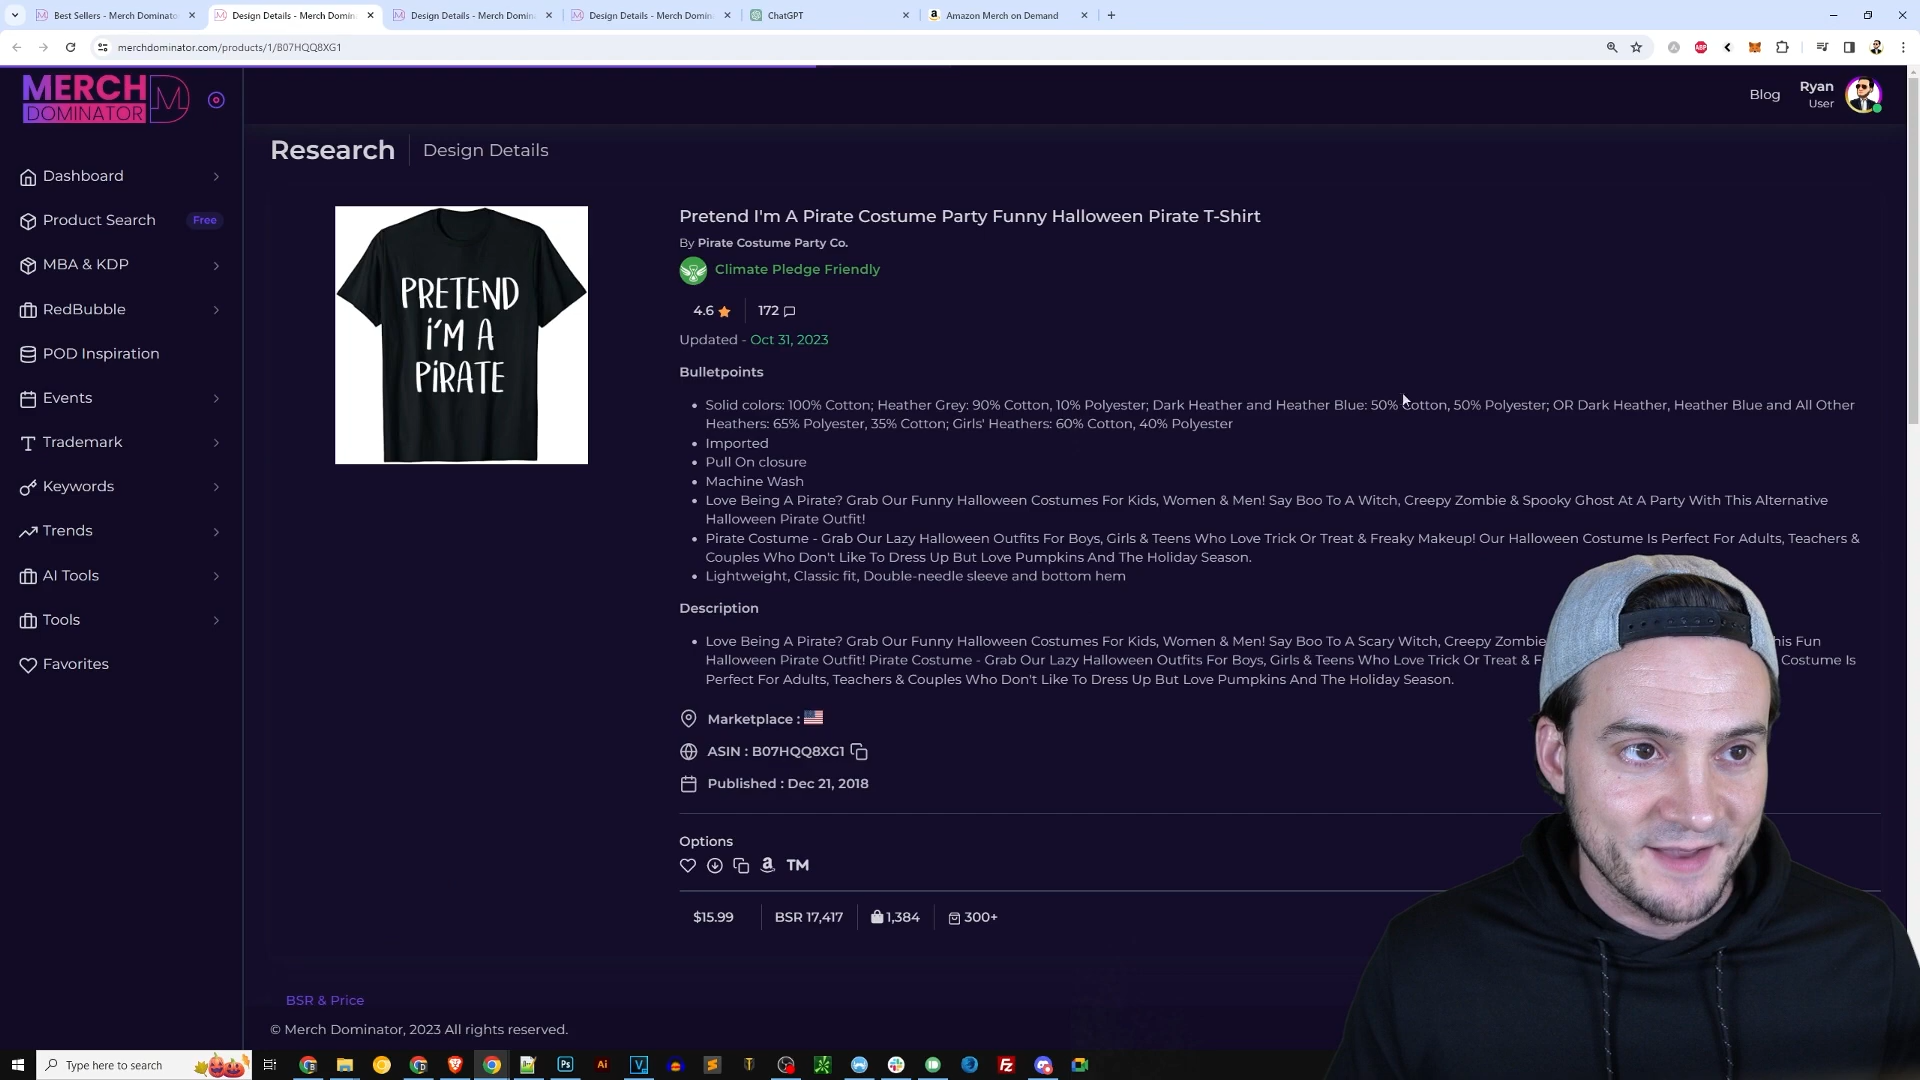 Best Sellers - Merch Dominato
Design Details - Merch Domin
Design Details - Merch Domin
Design Details - Merch Domin
ChatGPT
Amazon Merch on Demand
merchdominator.com/products/1/B07HQQ8XG1
ABP
MERCH
DOMINATOR
Blog
Ryan
User
Research
Design Details
Dashboard
Product Search
Free
MBA & KDP
RedBubble
POD Inspiration
Events
Trademark
Keywords
Trends
AI Tools
Tools
Favorites
PRETEND
I'M A
PIRATE
Pretend I'm A Pirate Costume Party Funny Halloween Pirate T-Shirt
By Pirate Costume Party Co.
Climate Pledge Friendly
4.6
172
Updated - Oct 31, 2023
Bulletpoints
Solid colors: 100% Cotton; Heather Grey: 90% Cotton, 10% Polyester; Dark Heather and Heather Blue: 50% Cotton, 50% Polyester; OR Dark Heather, Heather Blue and All Other
Heathers: 65% Polyester, 35% Cotton; Girls' Heathers: 60% Cotton, 40% Polyester
Imported
Pull On closure
Machine Wash
Love Being A Pirate? Grab Our Funny Halloween Costumes For Kids, Women & Men! Say Boo To A Witch, Creepy Zombie & Spooky Ghost At A Party With This Alternative
Halloween Pirate Outfit!
Pirate Costume - Grab Our Lazy Halloween Outfits For Boys, Girls & Teens Who Love Trick Or Treat & Freaky Makeup! Our Halloween Costume Is Perfect For Adults, Teachers &
Couples Who Don't Like To Dress Up But Love Pumpkins And The Holiday Season.
Lightweight, Classic fit, Double-needle sleeve and bottom hem
Description
Love Being A Pirate? Grab Our Funny Halloween Costumes For Kids, Women & Men! Say Boo To A Scary Witch, Creepy Zombie his Fun
Halloween Pirate Outfit! Pirate Costume - Grab Our Lazy Halloween Outfits For Boys, Girls & Teens Who Love Trick Or Treat & F Costume Is
Perfect For Adults, Teachers & Couples Who Don't Like To Dress Up But Love Pumpkins And The Holiday Season.
Marketplace :
ASIN : B07HQQ8XG1
Published : Dec 21, 2018
Options
TM
$15.99
BSR 17,417
1,384
300+
BSR & Price
© Merch Dominator, 2023 All rights reserved.
Type here to search
Ps
Ai
V
Fz